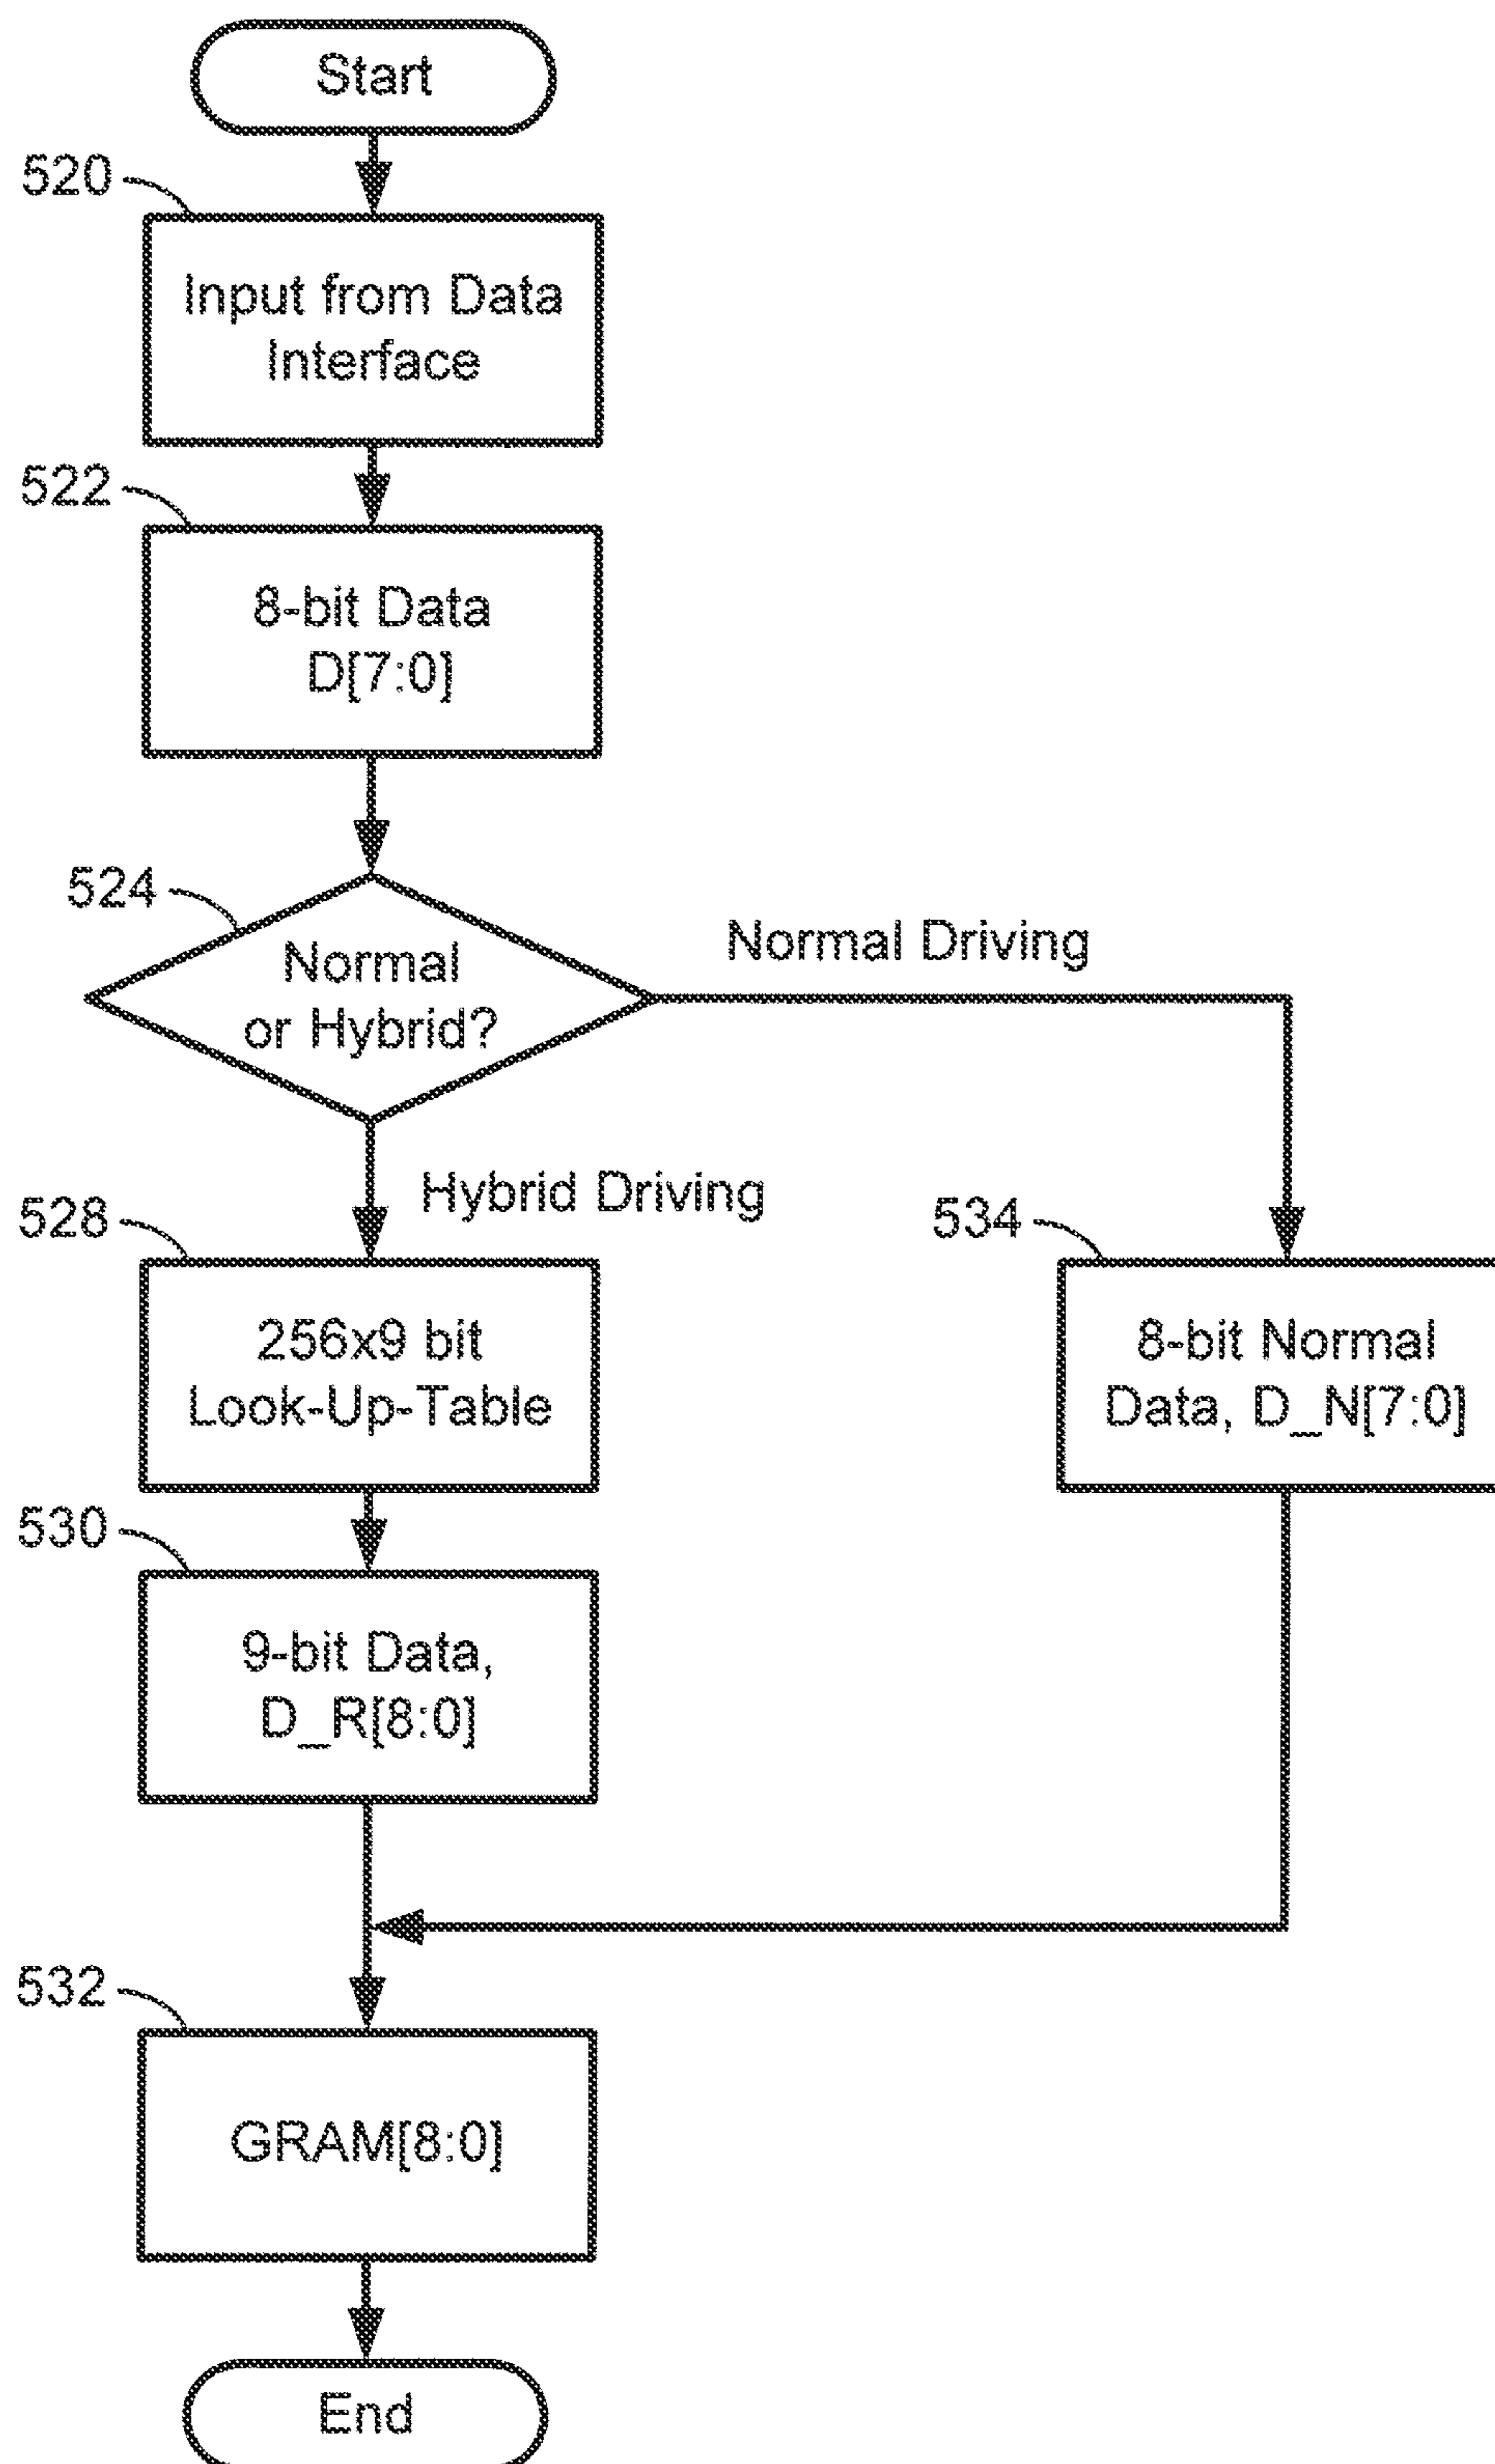 Start
520
Input from Data
Interface
522
8-bit Data
D[7:0]
524
Normal
or Hybrid?
Normal Driving
Hybrid Driving
528
256x9 bit
Look-Up-Table
534
8-bit Normal
Data, D_N[7:0]
530
9-bit Data,
D_R[8:0]
532
GRAM[8:0]
End